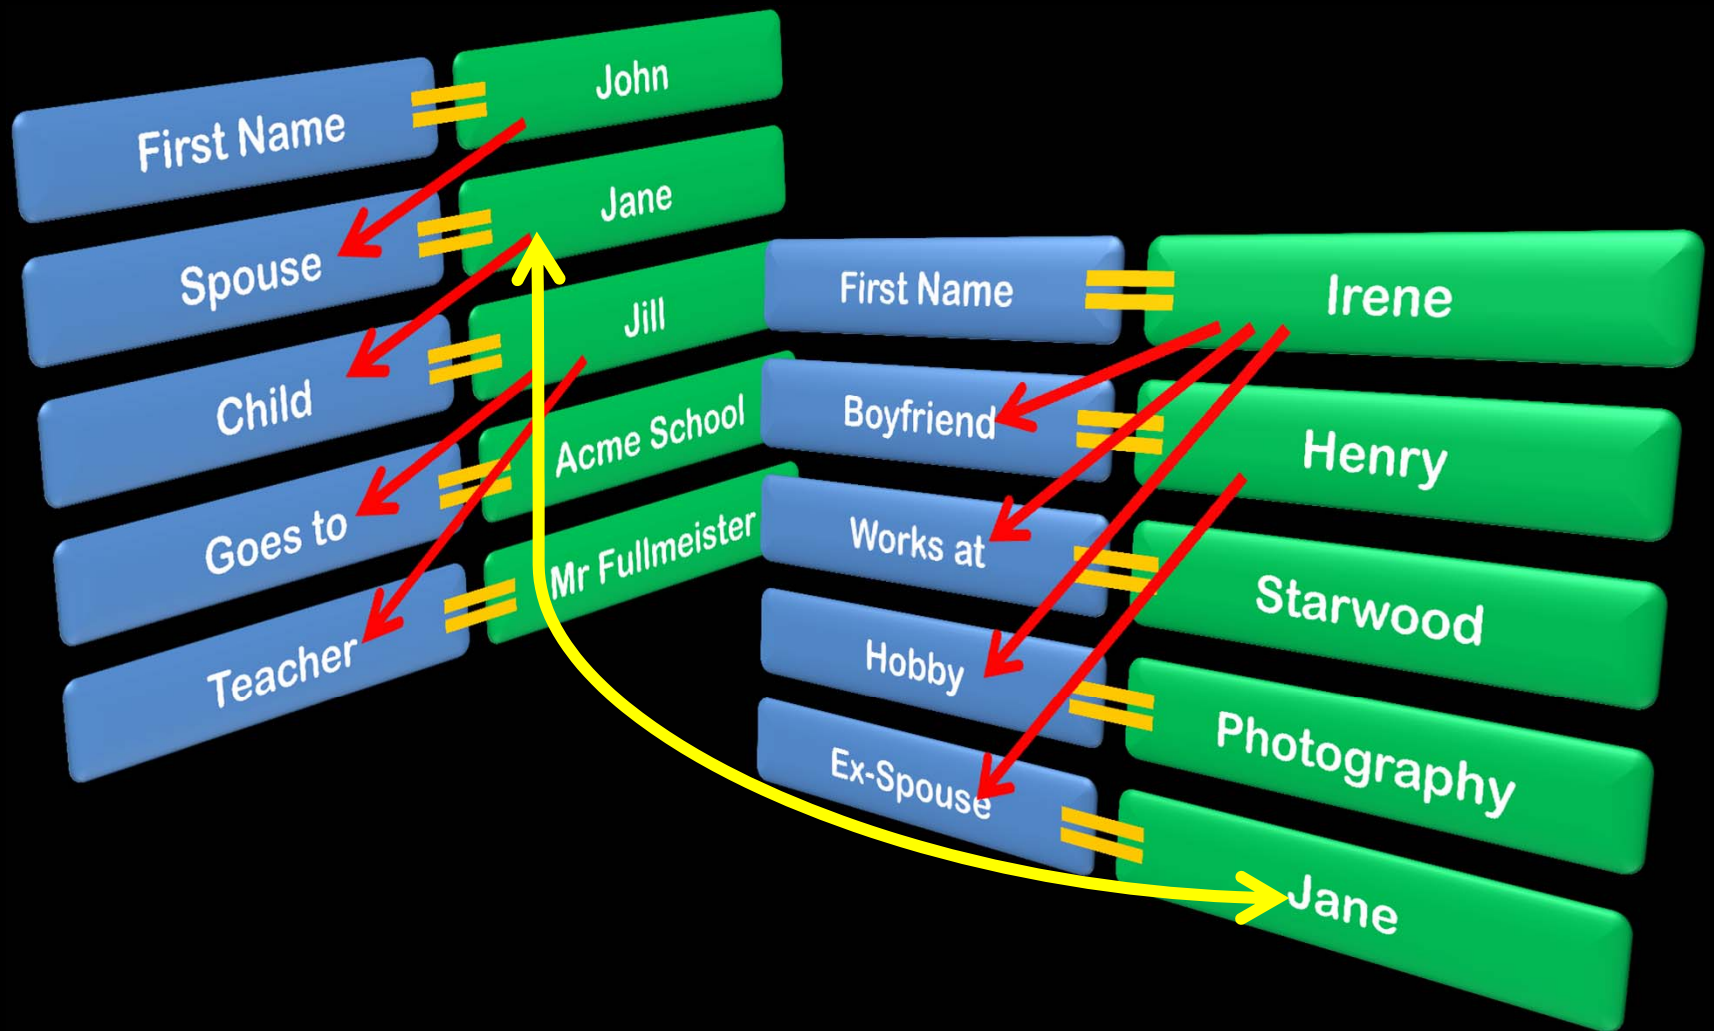 First Name
John
Spouse
Jane
Child
Jill
Goes to
Acme School
Teacher
Mr Fullmeister
First Name
Irene
Boyfriend
Henry
Works at
Starwood
Hobby
Photography
Ex-Spouse
Jane